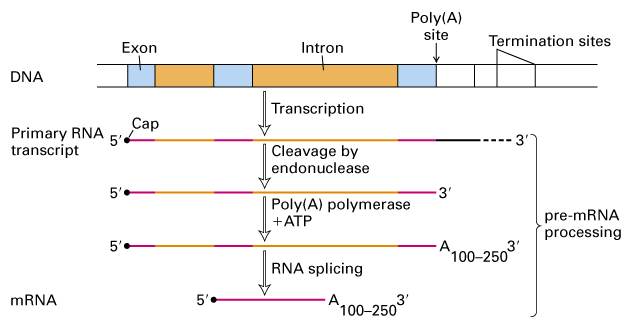 Poly(A)
site
Exon
Intron
Termination sites
DNA
Transcription
Cap
Primary RNA
transcript
5′
3′
Cleavage by
endonuclease
5′
3′
Poly(A) polymerase
+ATP
pre-mRNA
processing
5′
A100–250 3′
RNA splicing
mRNA
5′
A100–250 3′